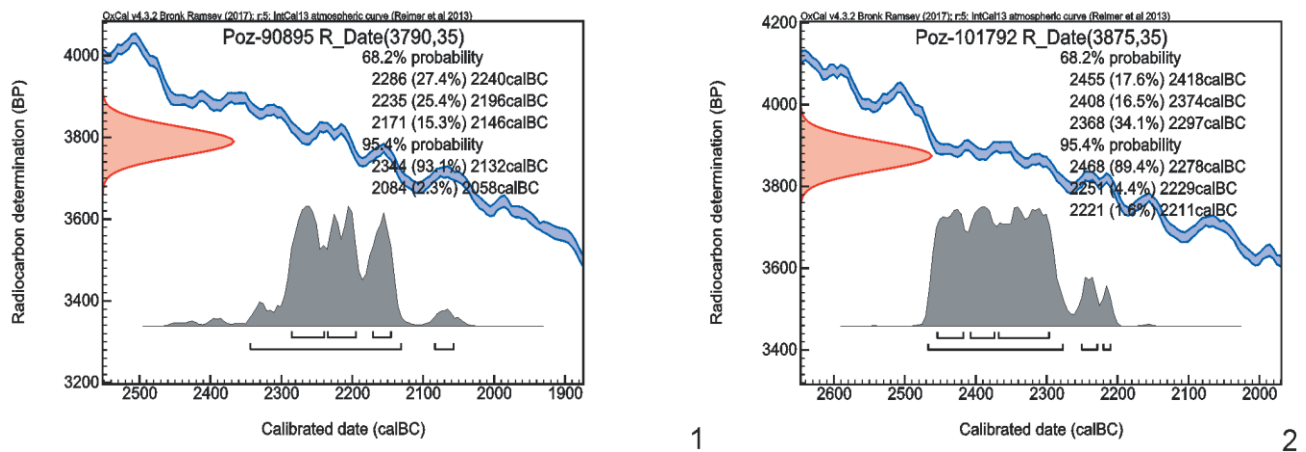 OxCal v4.3.2 Bronk Ramsey (2017); r:5; IntCal13 atmospheric curve (Reimer et al 2013)
Poz-90895 R_Date(3790,35)
68.2% probability
2286 (27.4%) 2240calBC
2235 (25.4%) 2196calBC
2171 (15.3%) 2146calBC
95.4% probability
2344 (93.1%) 2132calBC
2084 (2.3%) 2058calBC
Radiocarbon determination (BP)
4000
3800
3600
3400
3200
2500 2400 2300 2200 2100 2000 1900
Calibrated date (calBC)
1
OxCal v4.3.2 Bronk Ramsey (2017); r:5; IntCal13 atmospheric curve (Reimer et al 2013)
Poz-101792 R_Date(3875,35)
68.2% probability
2455 (17.6%) 2418calBC
2408 (16.5%) 2374calBC
2368 (34.1%) 2297calBC
95.4% probability
2468 (89.4%) 2278calBC
2251 (4.4%) 2229calBC
2221 (1.6%) 2211calBC
Radiocarbon determination (BP)
4200
4000
3800
3600
3400
2600 2500 2400 2300 2200 2100 2000
Calibrated date (calBC)
2